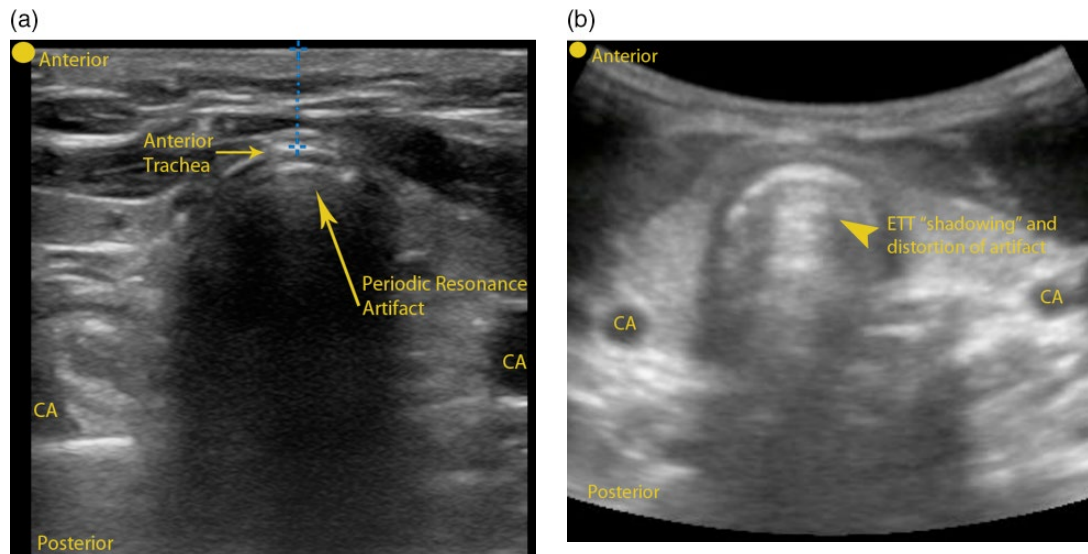 (a)
Anterior
Anterior
Trachea
Periodic Resonance
Artifact
CA
CA
Posterior
(b)
Anterior
ETT “shadowing” and
distortion of artifact
CA
CA
Posterior